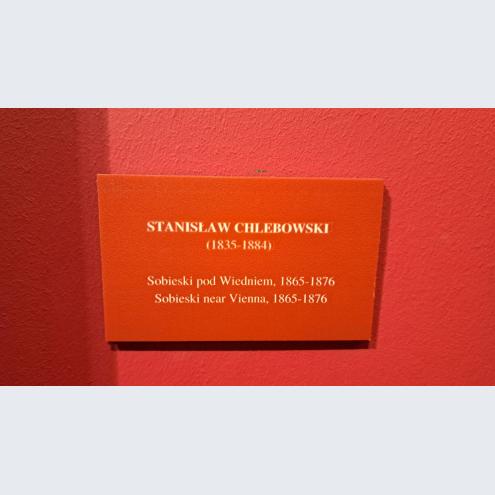 STANISŁAW CHLEBOWSKI
(1835-1884)
Sobieski pod Wiedniem, 1865-1876
Sobieski near Vienna, 1865-1876